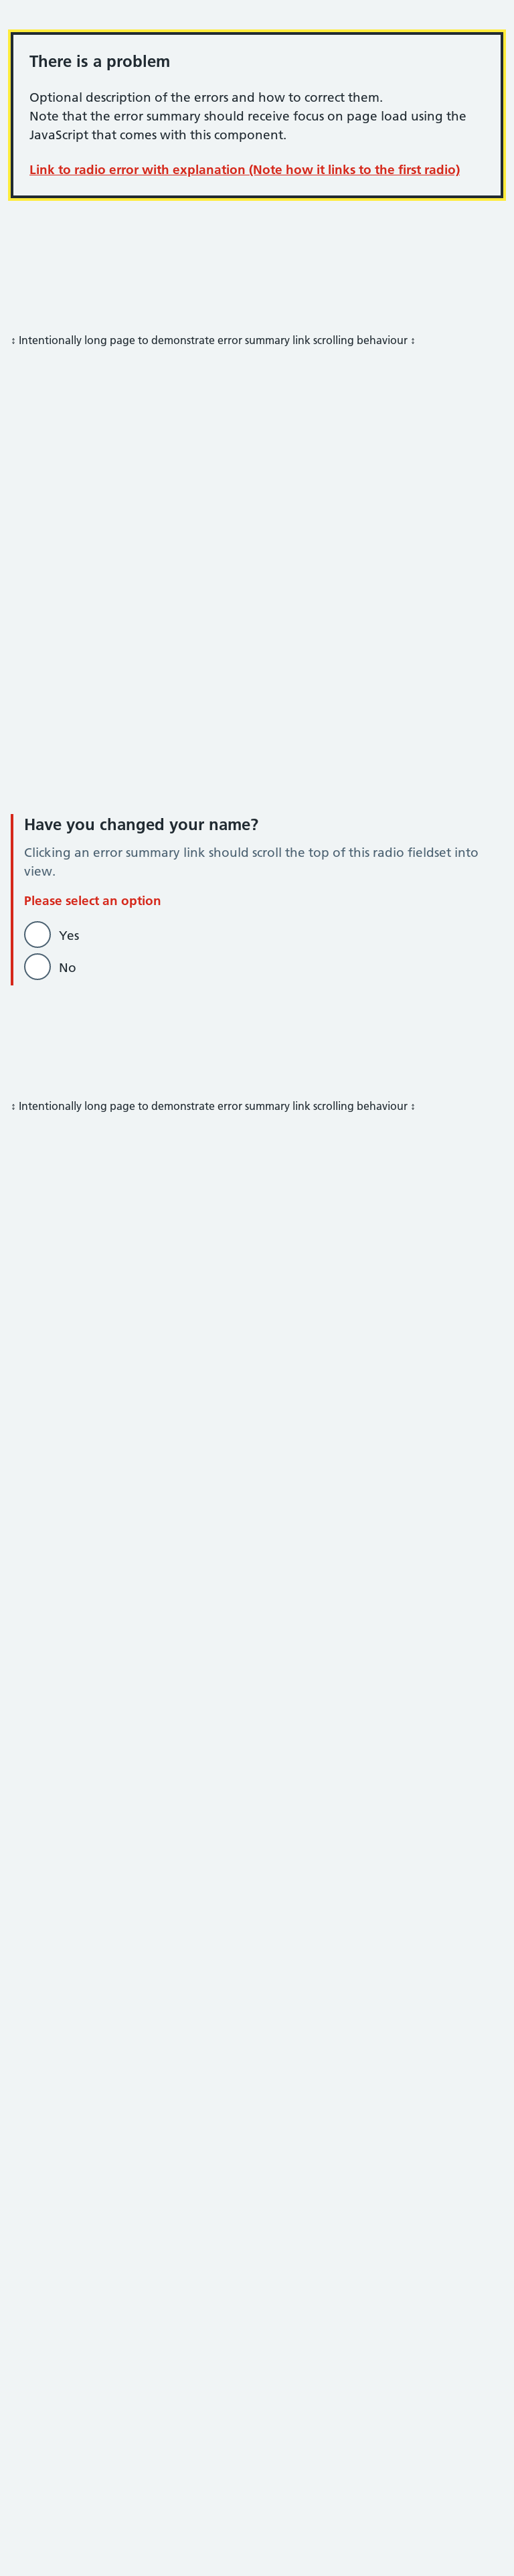 There is a problem
Optional description of the errors and how to correct them.
Note that the error summary should receive focus on page load using the
JavaScript that comes with this component.
Link to radio error with explanation (Note how it links to the first radio)
↕ Intentionally long page to demonstrate error summary link scrolling behaviour ↕
Have you changed your name?
Clicking an error summary link should scroll the top of this radio fieldset into
view.
Please select an option
Yes
No
↕ Intentionally long page to demonstrate error summary link scrolling behaviour ↕